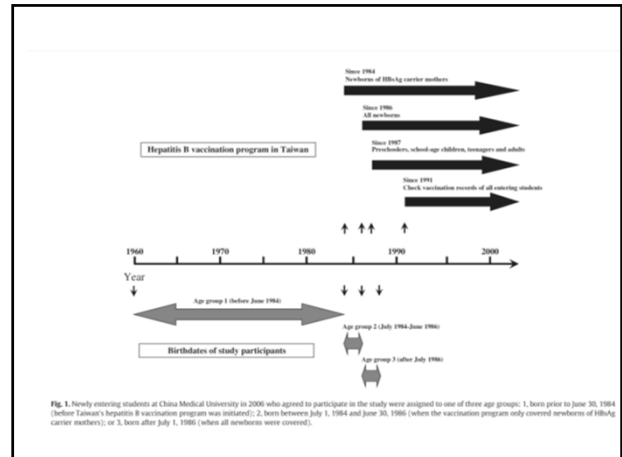 Since 1984
Newborns of HBsAg carrier mothers
Since 1986
All newborns
Hepatitis B vaccination program in Taiwan
Since 1987
Preschoolers, school-age children, teenagers and adults
Since 1991
Check vaccination records of all entering students
1960 1970 1980 1990 2000
Year
Age group 1 (before June 1984)
Age group 2 (July 1984-June 1986)
Birthdates of study participants
Age group 3 (after July 1986)
Fig. 1. Newly entering students at China Medical University in 2006 who agreed to participate in the study were assigned to one of three age groups: 1, born prior to June 30, 1984
(before Taiwan's hepatitis B vaccination program was initiated); 2, born between July 1, 1984 and June 30, 1986 (when the vaccination program only covered newborns of HBsAg
carrier mothers); or 3, born after July 1, 1986 (when all newborns were covered).